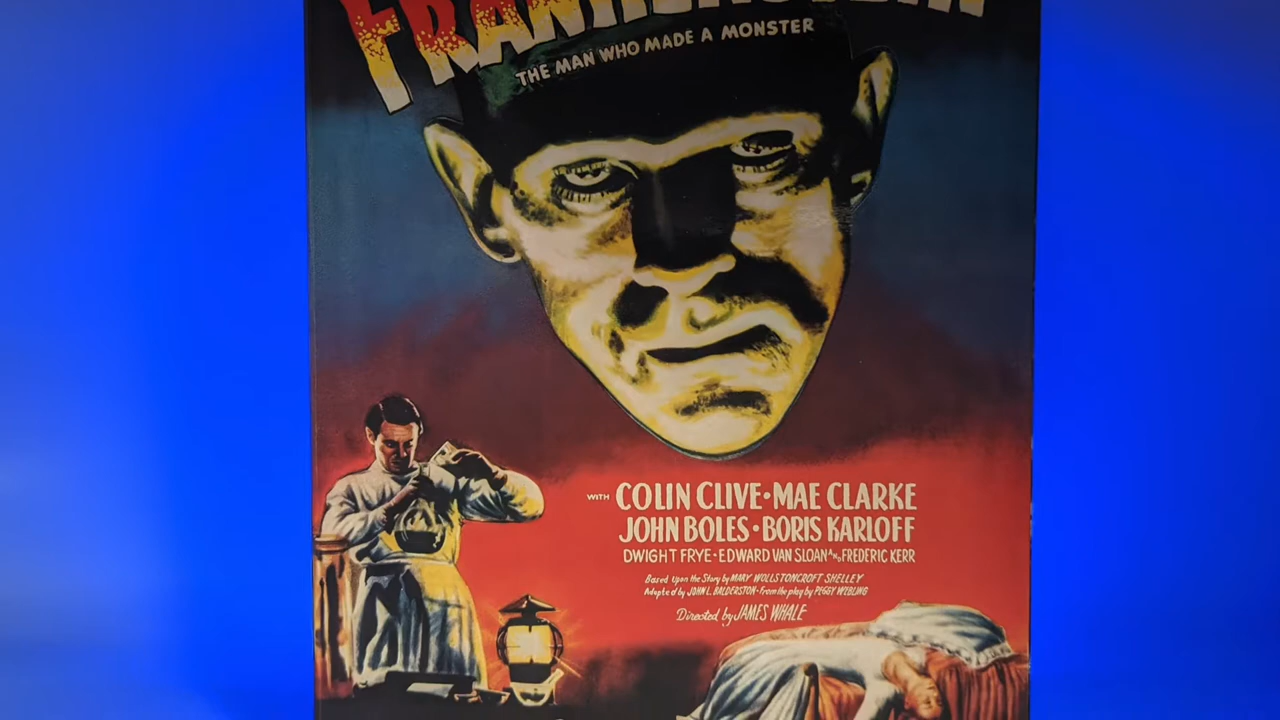 FRANKENSTEIN
THE MAN WHO MADE A MONSTER
WITH COLIN CLIVE·MAE CLARKE
JOHN BOLES·BORIS KARLOFF
DWIGHT FRYE·EDWARD VAN SLOAN AND FREDERIC KERR
Based upon the Story by MARY WOLLSTONCROFT SHELLEY
Adapted by JOHN L. BALDERSTON·From the play by PEGGY WEBLING
Directed by JAMES WHALE